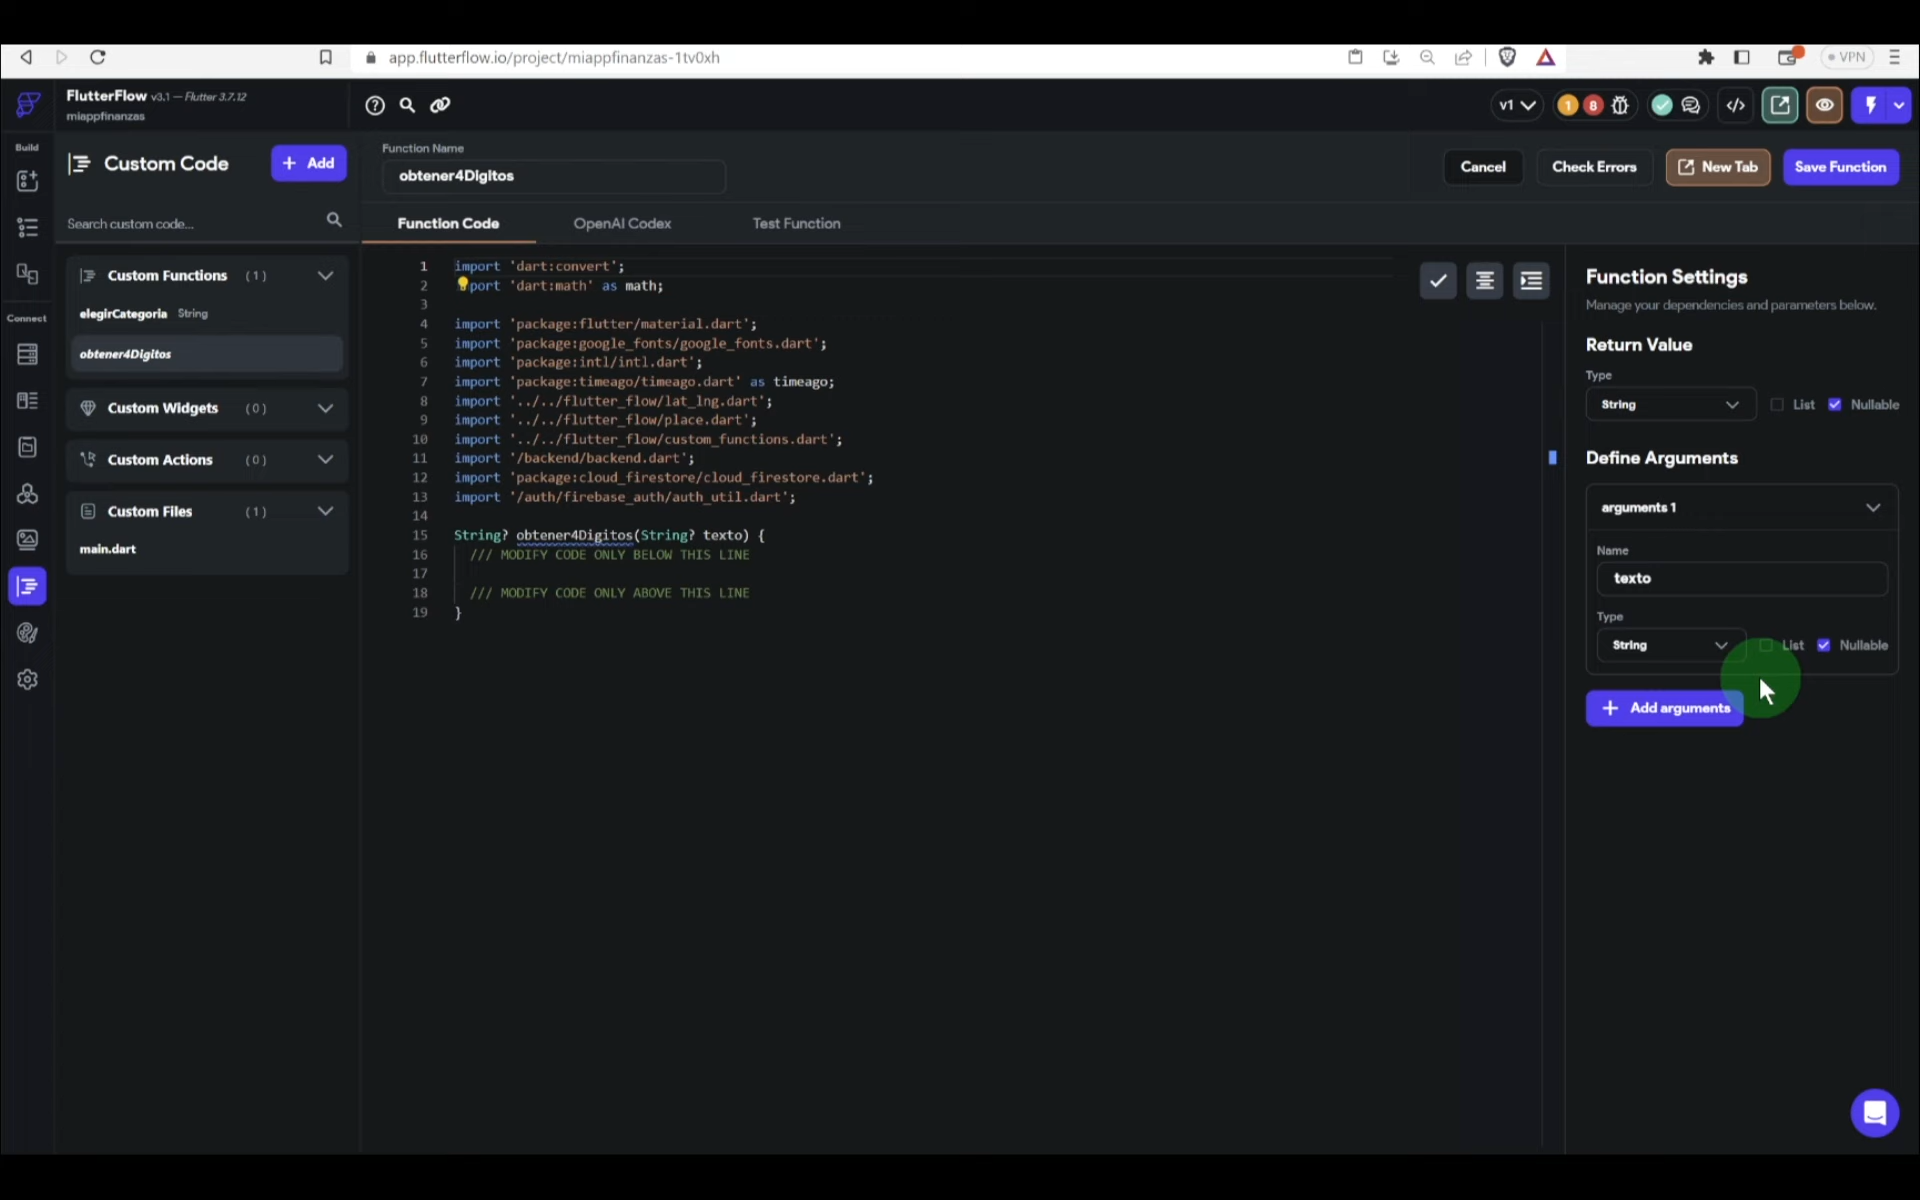 app.flutterflow.io/project/miappfinanzas-1tv0xh
VPN
FlutterFlow v3.1 — Flutter 3.7.12
miappfinanzas
v1
1
8
Build
Connect
Custom Code
+ Add
Search custom code...
Custom Functions (1)
elegirCategoria String
obtener4Digitos
Custom Widgets (0)
Custom Actions (0)
Custom Files (1)
main.dart
Function Name
obtener4Digitos
Cancel
Check Errors
New Tab
Save Function
Function Code
OpenAI Codex
Test Function
1 import 'dart:convert';
2 port 'dart:math' as math;
3
4 import 'package:flutter/material.dart';
5 import 'package:google_fonts/google_fonts.dart';
6 import 'package:intl/intl.dart';
7 import 'package:timeago/timeago.dart' as timeago;
8 import '../../flutter_flow/lat_lng.dart';
9 import '../../flutter_flow/place.dart';
10 import '../../flutter_flow/custom_functions.dart';
11 import '/backend/backend.dart';
12 import 'package:cloud_firestore/cloud_firestore.dart';
13 import '/auth/firebase_auth/auth_util.dart';
14
15 String? obtener4Digitos(String? texto) {
16 /// MODIFY CODE ONLY BELOW THIS LINE
17
18 /// MODIFY CODE ONLY ABOVE THIS LINE
19 }
Function Settings
Manage your dependencies and parameters below.
Return Value
Type
String
List
Nullable
Define Arguments
arguments 1
Name
texto
Type
String
List
Nullable
+ Add arguments